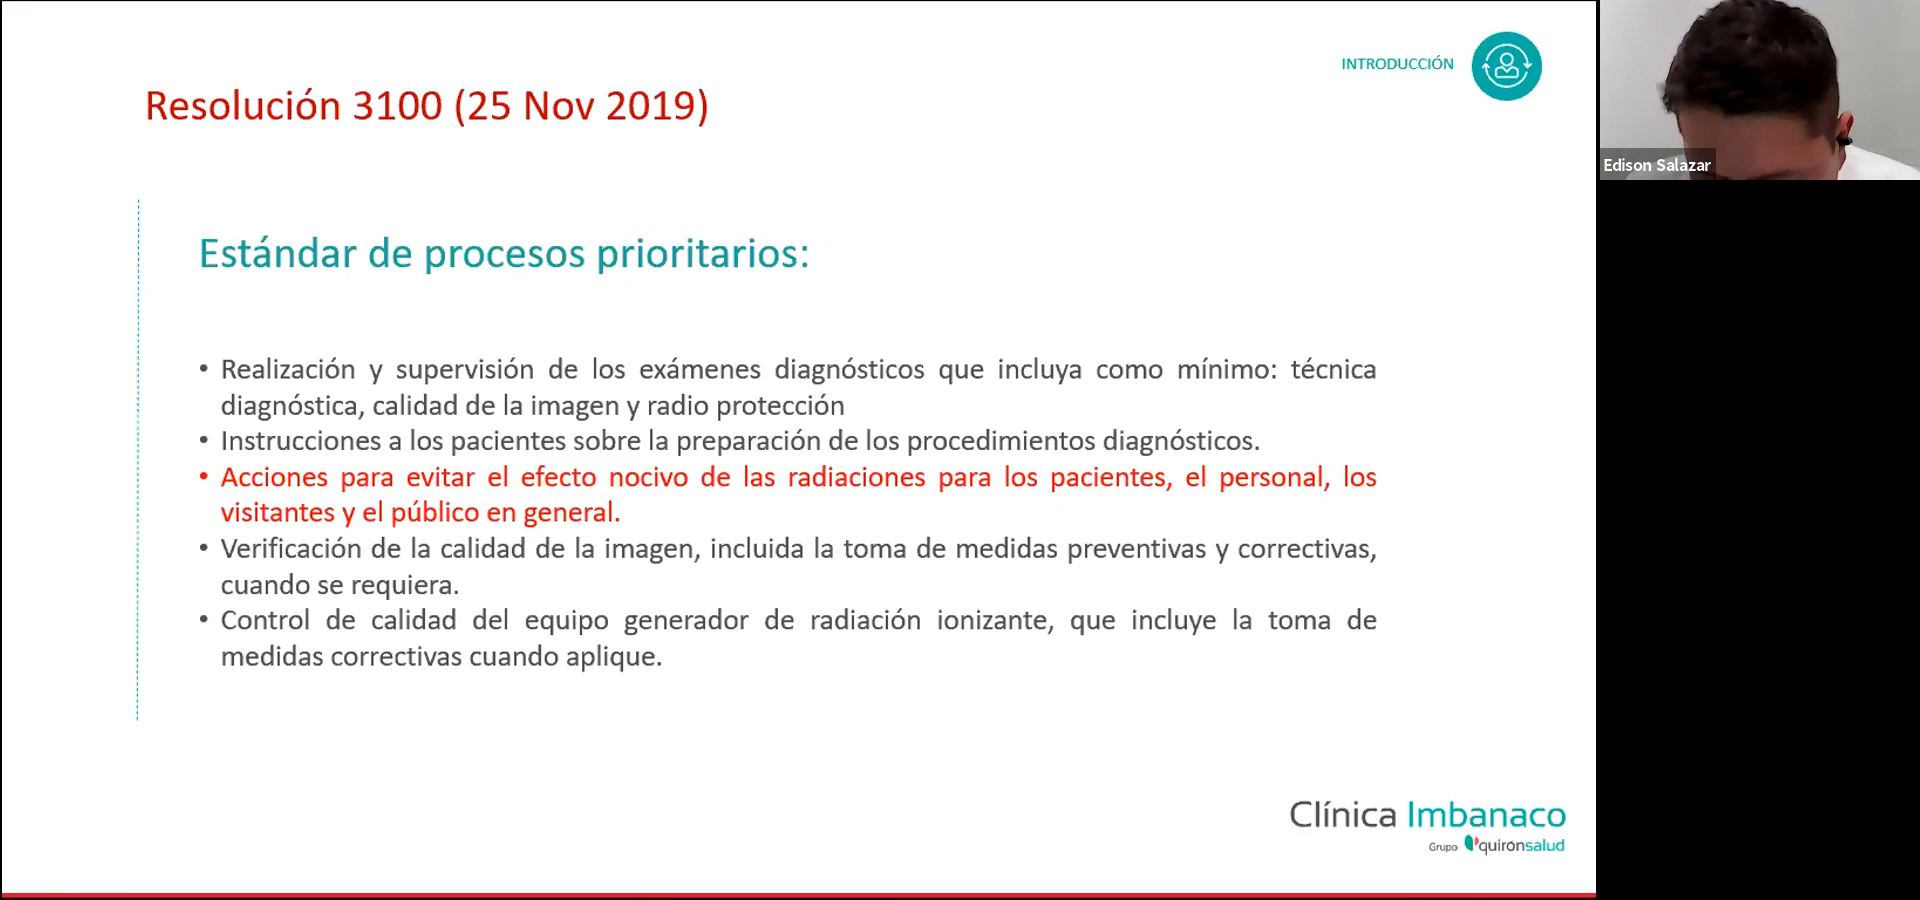 INTRODUCCIÓN
Resolución 3100 (25 Nov 2019)
Edison Salazar
Estándar de procesos prioritarios:
• Realización y supervisión de los exámenes diagnósticos que incluya como mínimo: técnica
diagnóstica, calidad de la imagen y radio protección
• Instrucciones a los pacientes sobre la preparación de los procedimientos diagnósticos.
• Acciones para evitar el efecto nocivo de las radiaciones para los pacientes, el personal, los
visitantes y el público en general.
• Verificación de la calidad de la imagen, incluida la toma de medidas preventivas y correctivas,
cuando se requiera.
• Control de calidad del equipo generador de radiación ionizante, que incluye la toma de
medidas correctivas cuando aplique.
Clínica Imbanaco
Grupo quirónsalud